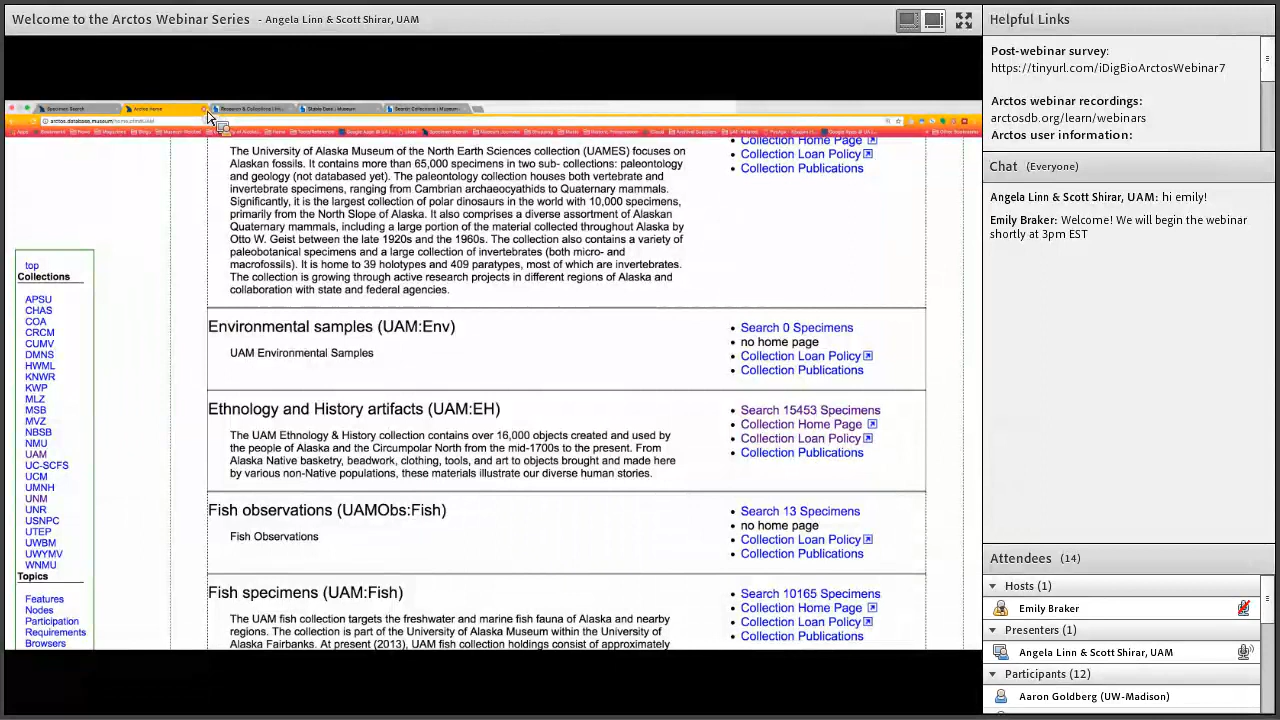 Welcome to the Arctos Webinar Series - Angela Linn & Scott Shirar, UAM
Specimen Search
Arctos Home
Research & Collections | Mu...
Search Collections | Museum...
The University of Alaska Museum of the North Earth Sciences collection (UAMES) focuses on
Alaskan fossils. It contains more than 65,000 specimens in two sub- collections: paleontology
and geology (not databased yet). The paleontology collection houses both vertebrate and
invertebrate specimens, ranging from Cambrian archaeocyathids to Quaternary mammals.
Significantly, it is the largest collection of polar dinosaurs in the world with 10,000 specimens,
primarily from the North Slope of Alaska. It also comprises a diverse assortment of Alaskan
Quaternary mammals, including a large portion of the material collected throughout Alaska by
Otto W. Geist between the late 1920s and the 1960s. The collection also contains a variety of
paleobotanical specimens and a large collection of invertebrates (both micro- and
macrofossils). It is home to 39 holotypes and 409 paratypes, most of which are invertebrates.
The collection is growing through active research projects in different regions of Alaska and
collaboration with state and federal agencies.
Collection Home Page
Collection Loan Policy
Collection Publications
top
Collections
APSU
CHAS
COA
CRCM
CUMV
DMNS
HWML
KNWR
KWP
MLZ
MSB
MVZ
NBSB
NMU
UAM
UC-SCFS
UCM
UMNH
UNM
UNR
USNPC
UTEP
UWBM
UWYMV
WNMU
Topics
Features
Nodes
Participation
Requirements
Browsers
Environmental samples (UAM:Env)
UAM Environmental Samples
Search 0 Specimens
no home page
Collection Loan Policy
Collection Publications
Ethnology and History artifacts (UAM:EH)
The UAM Ethnology & History collection contains over 16,000 objects created and used by
the people of Alaska and the Circumpolar North from the mid-1700s to the present. From
Alaska Native basketry, beadwork, clothing, tools, and art to objects brought and made here
by various non-Native populations, these materials illustrate our diverse human stories.
Search 15453 Specimens
Collection Home Page
Collection Loan Policy
Collection Publications
Fish observations (UAMObs:Fish)
Fish Observations
Search 13 Specimens
no home page
Collection Loan Policy
Collection Publications
Fish specimens (UAM:Fish)
The UAM fish collection targets the freshwater and marine fish fauna of Alaska and nearby
regions. The collection is part of the University of Alaska Museum within the University of
Alaska Fairbanks. At present (2013), UAM fish collection holdings consist of approximately
Search 10165 Specimens
Collection Home Page
Collection Loan Policy
Collection Publications
Helpful Links
Post-webinar survey:
https://tinyurl.com/iDigBioArctosWebinar7
Arctos webinar recordings:
arctosdb.org/learn/webinars
Arctos user information:
Chat (Everyone)
Angela Linn & Scott Shirar, UAM: hi emily!
Emily Braker: Welcome! We will begin the webinar
shortly at 3pm EST
Attendees (14)
Hosts (1)
Emily Braker
Presenters (1)
Angela Linn & Scott Shirar, UAM
Participants (12)
Aaron Goldberg (UW-Madison)